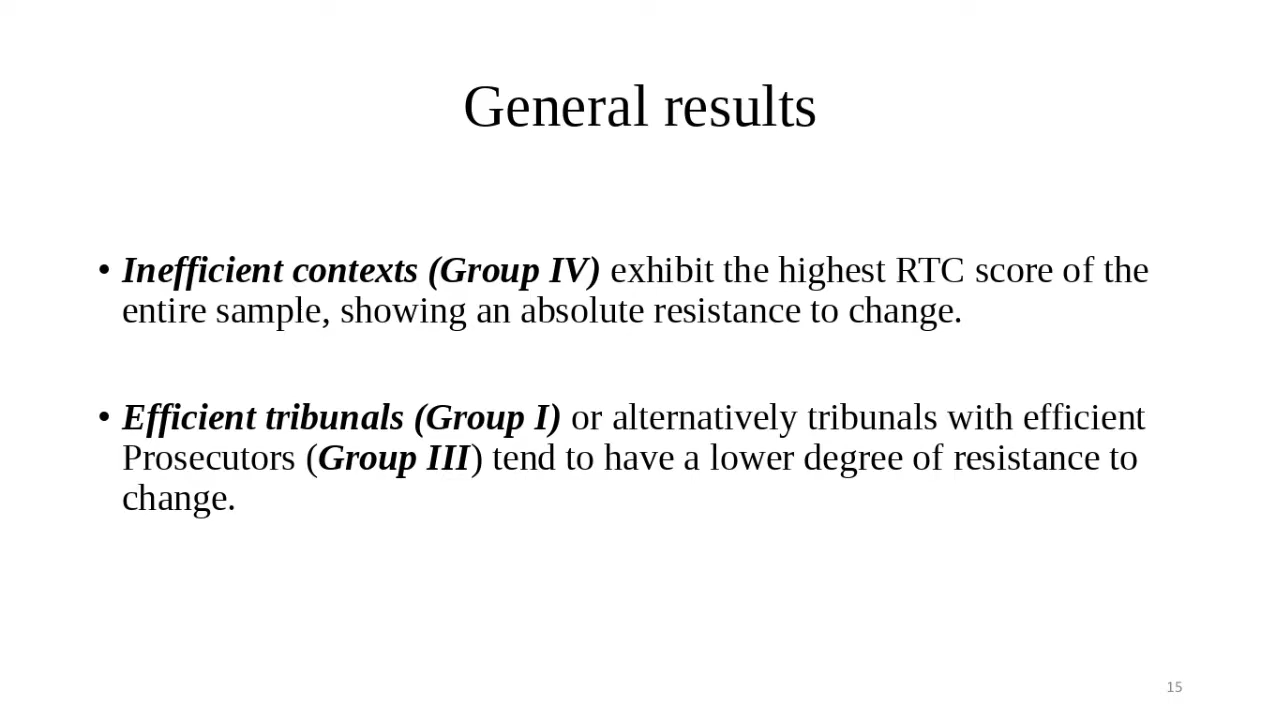 General results
• Inefficient contexts (Group IV) exhibit the highest RTC score of the
entire sample, showing an absolute resistance to change.
• Efficient tribunals (Group I) or alternatively tribunals with efficient
Prosecutors (Group III) tend to have a lower degree of resistance to
change.
15